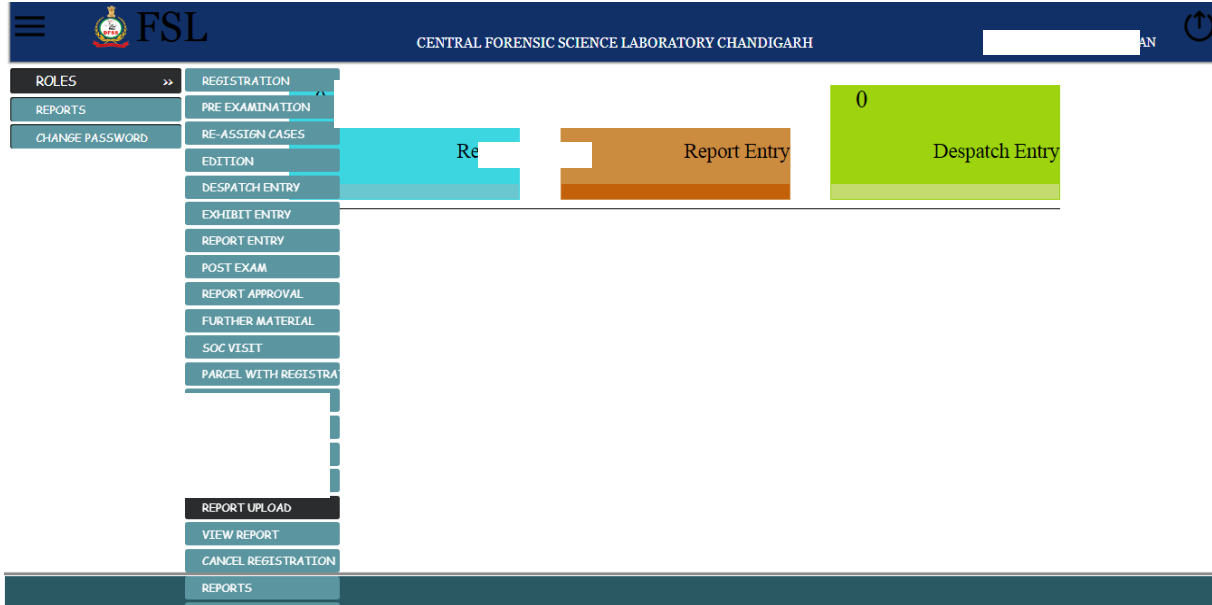 FSL
CENTRAL FORENSIC SCIENCE LABORATORY CHANDIGARH
AN
ROLES »
REPORTS
CHANGE PASSWORD
REGISTRATION
PRE EXAMINATION
RE-ASSIGN CASES
EDITION
DESPATCH ENTRY
EXHIBIT ENTRY
REPORT ENTRY
POST EXAM
REPORT APPROVAL
FURTHER MATERIAL
SOC VISIT
PARCEL WITH REGISTRA
REPORT UPLOAD
VIEW REPORT
CANCEL REGISTRATION
REPORTS
Re
Report Entry
0
Despatch Entry